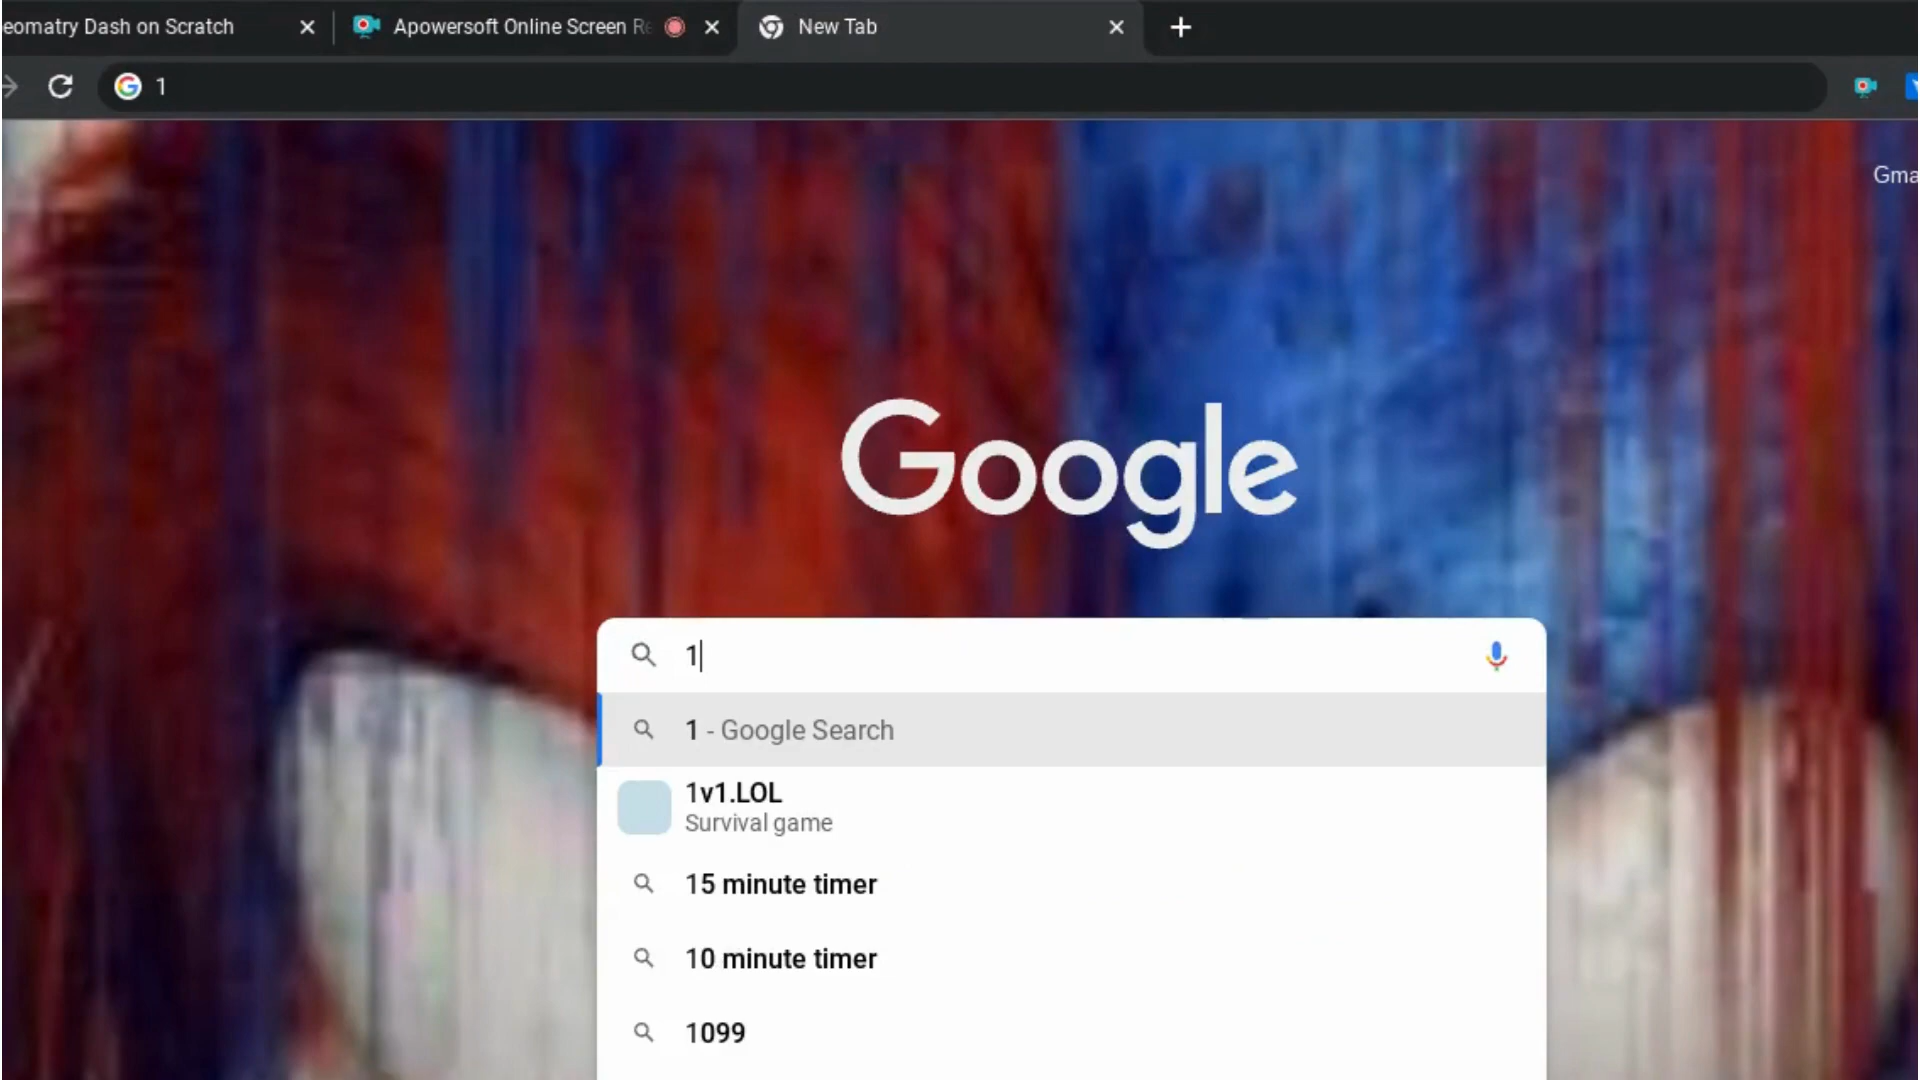 eomatry Dash on Scratch
Apowersoft Online Screen Re
New Tab
1
Gma
Google
1
1 - Google Search
1v1.LOL
Survival game
15 minute timer
10 minute timer
1099